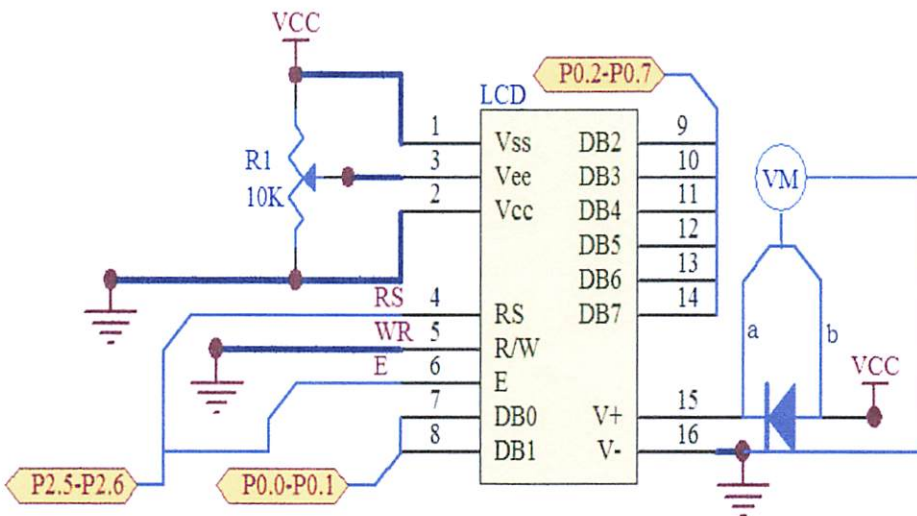 VCC
P0.2-P0.7
LCD
1
Vss
DB2
9
R1
3
Vee
DB3
10
VM
10K
2
Vcc
DB4
11
DB5
12
DB6
13
RS
4
RS
DB7
14
a
b
WR
5
R/W
VCC
E
6
E
7
DB0
V+
15
8
DB1
V-
16
P2.5-P2.6
P0.0-P0.1